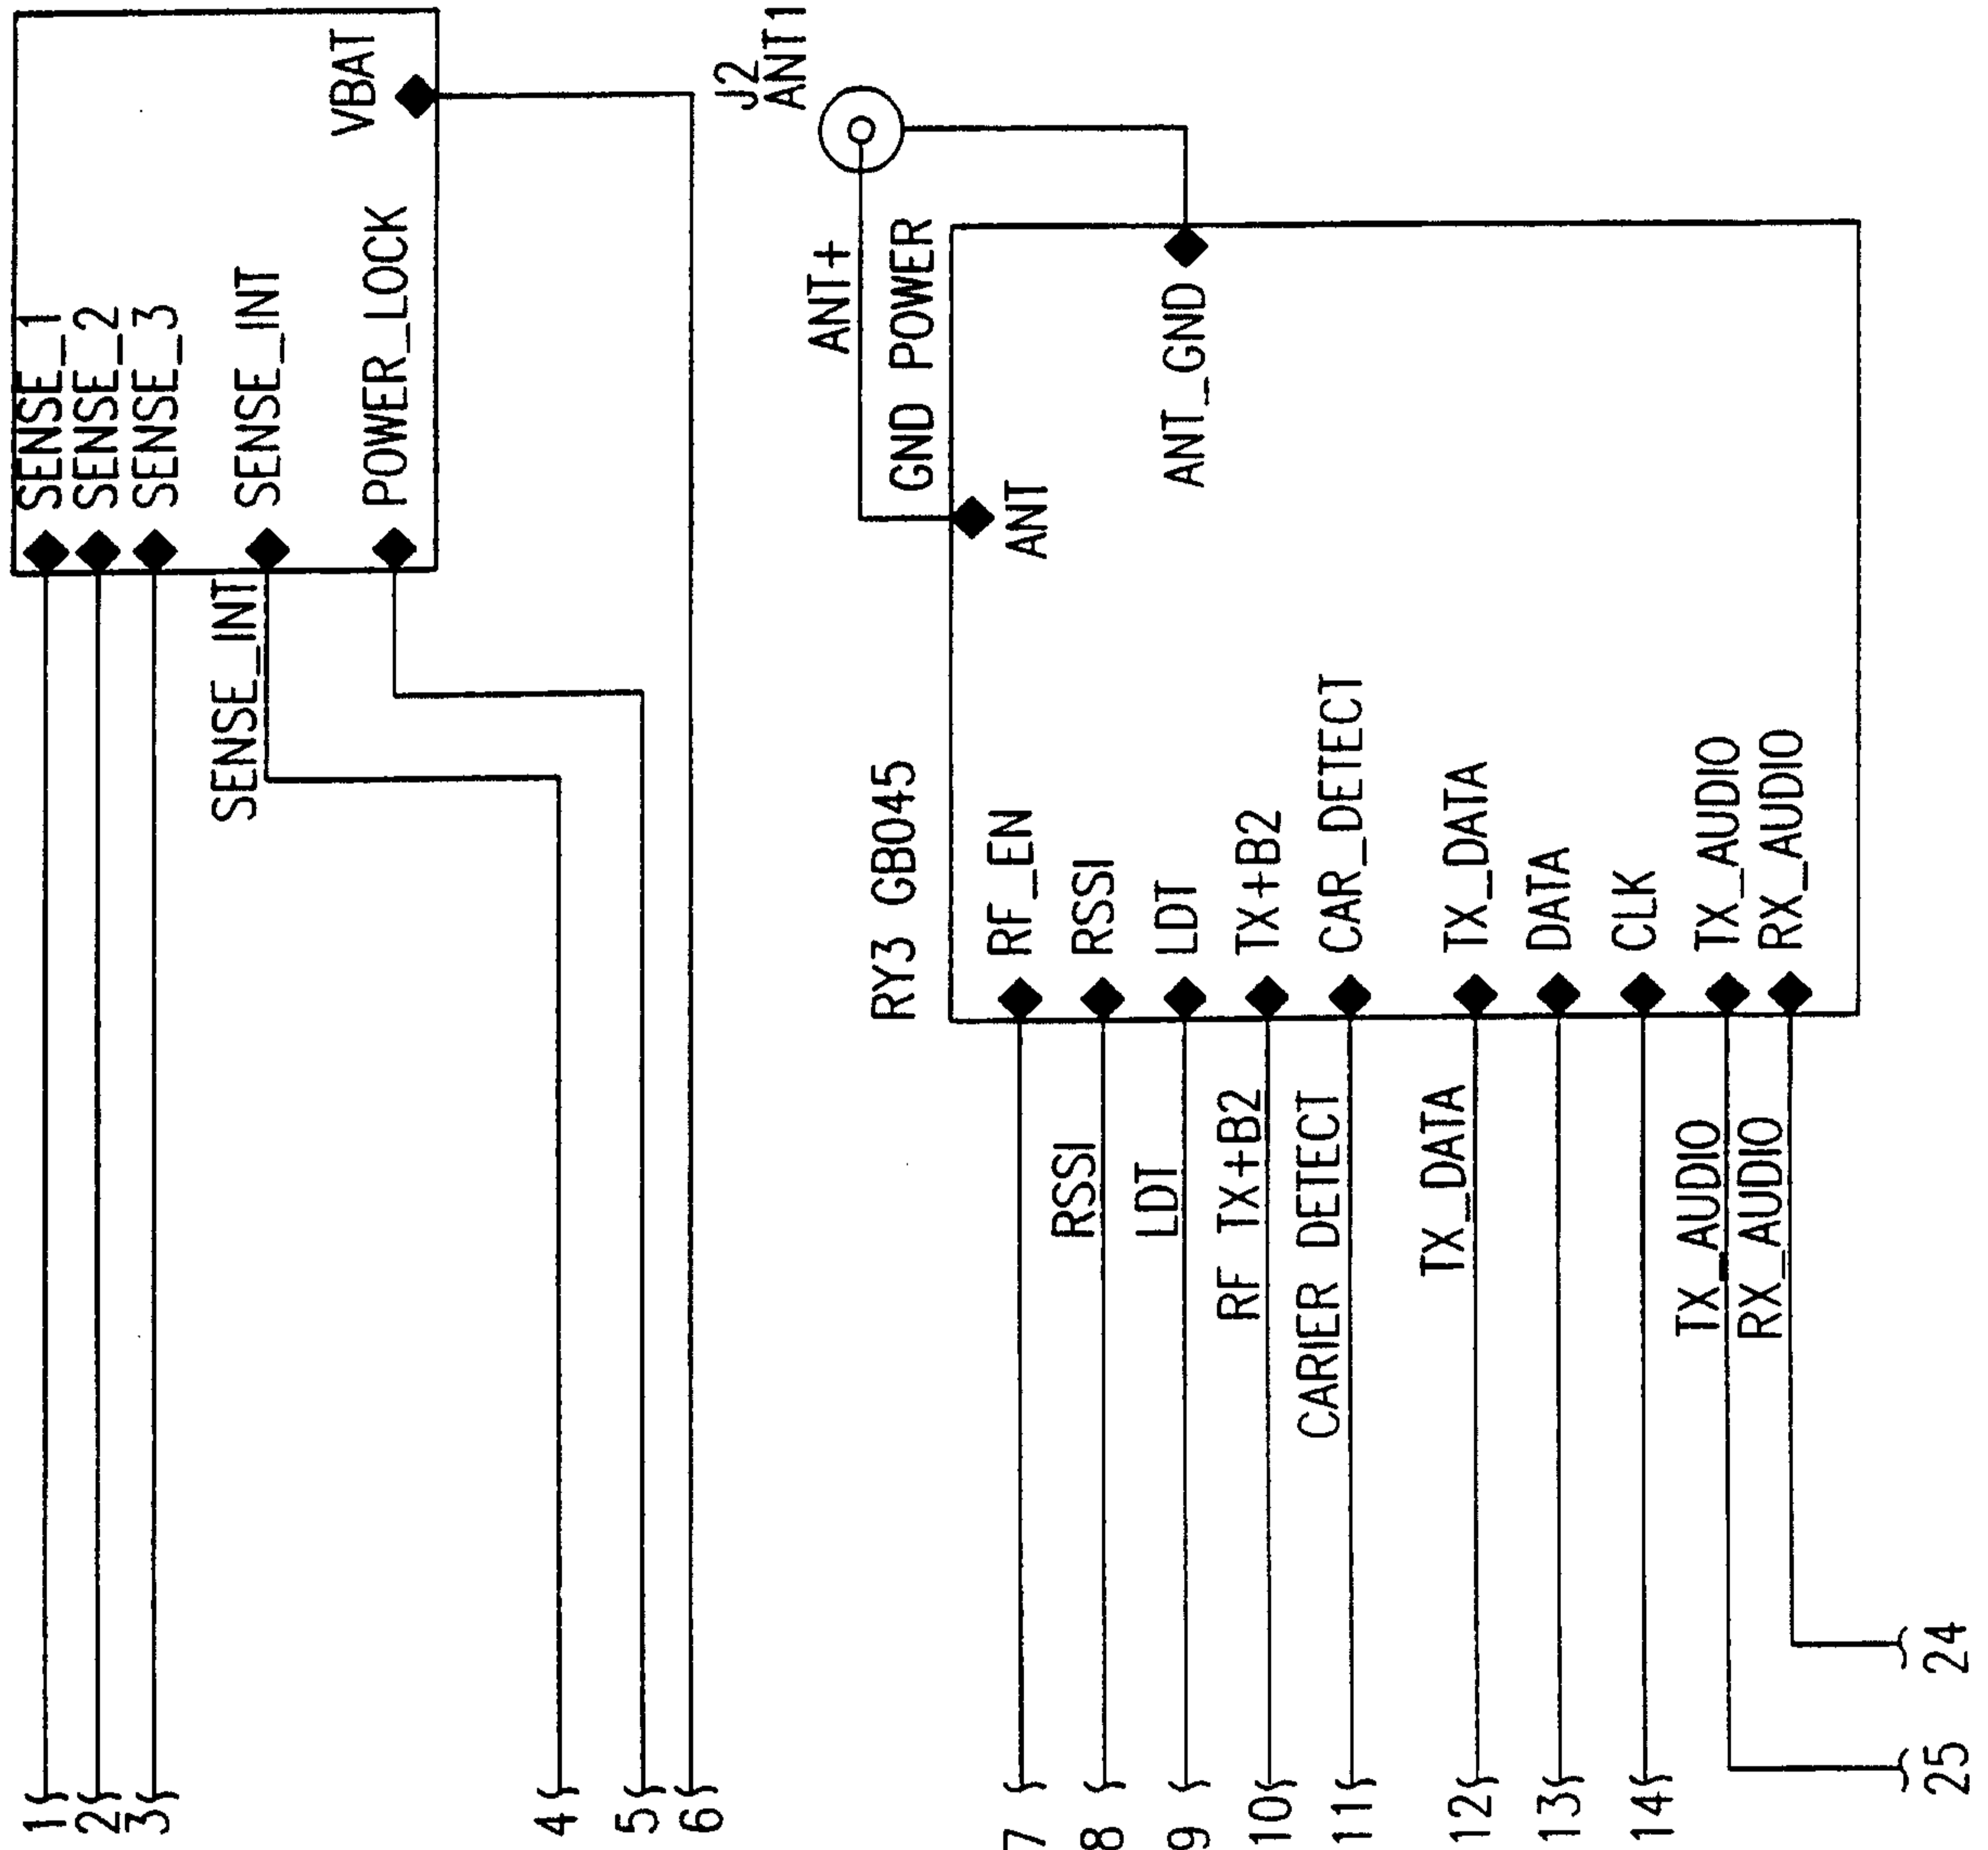 SENSE_1
SENSE_2
SENSE_3
SENSE_INT
SENSE_INT
POWER_LOCK
VBAT
1
2
3
4
5
6
J2
ANT1
ANT+
GND POWER
RY3 GB045
ANT
ANT_GND
RF_EN
RSSI
LDT
TX+B2
CAR_DETECT
TX_DATA
DATA
CLK
TX_AUDIO
RX_AUDIO
RSSI
LDT
RF TX+B2
CARIER DETECT
TX_DATA
TX_AUDIO
RX_AUDIO
7
8
9
10
11
12
13
14
25
24